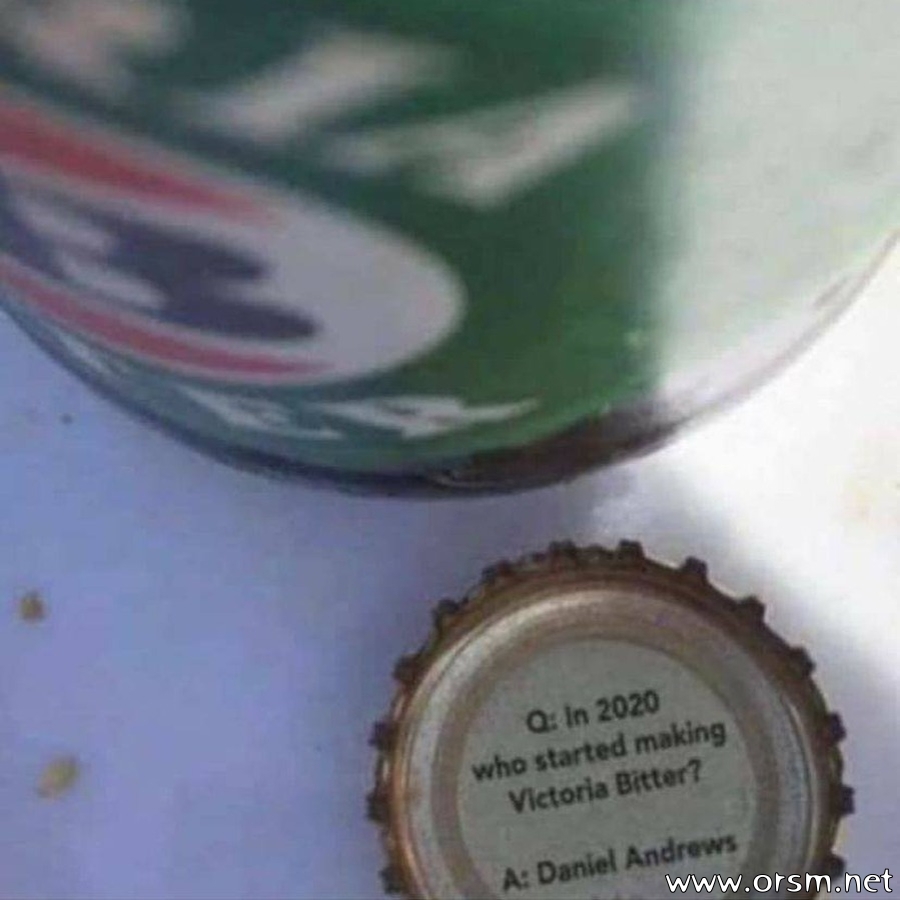 Q: In 2020
who started making
Victoria Bitter?
A: Daniel Andrews
www.orsm.net